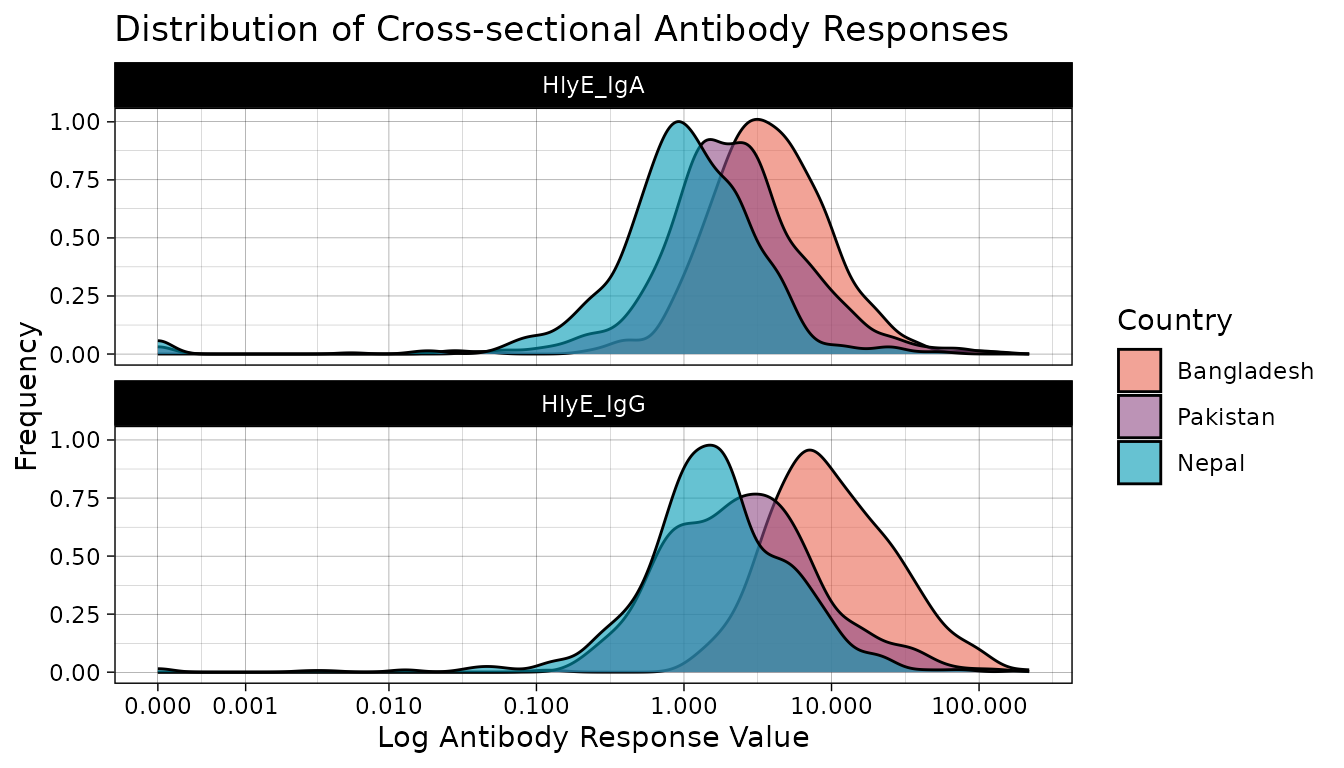 Distribution of Cross-sectional Antibody Responses
HlyE_IgA
1.00
0.75
0.50
0.25
0.00
HlyE_IgG
1.00
0.75
0.50
0.25
0.00
Frequency
0.000 0.001 0.010 0.100 1.000 10.000 100.000
Log Antibody Response Value
Country
Bangladesh
Pakistan
Nepal